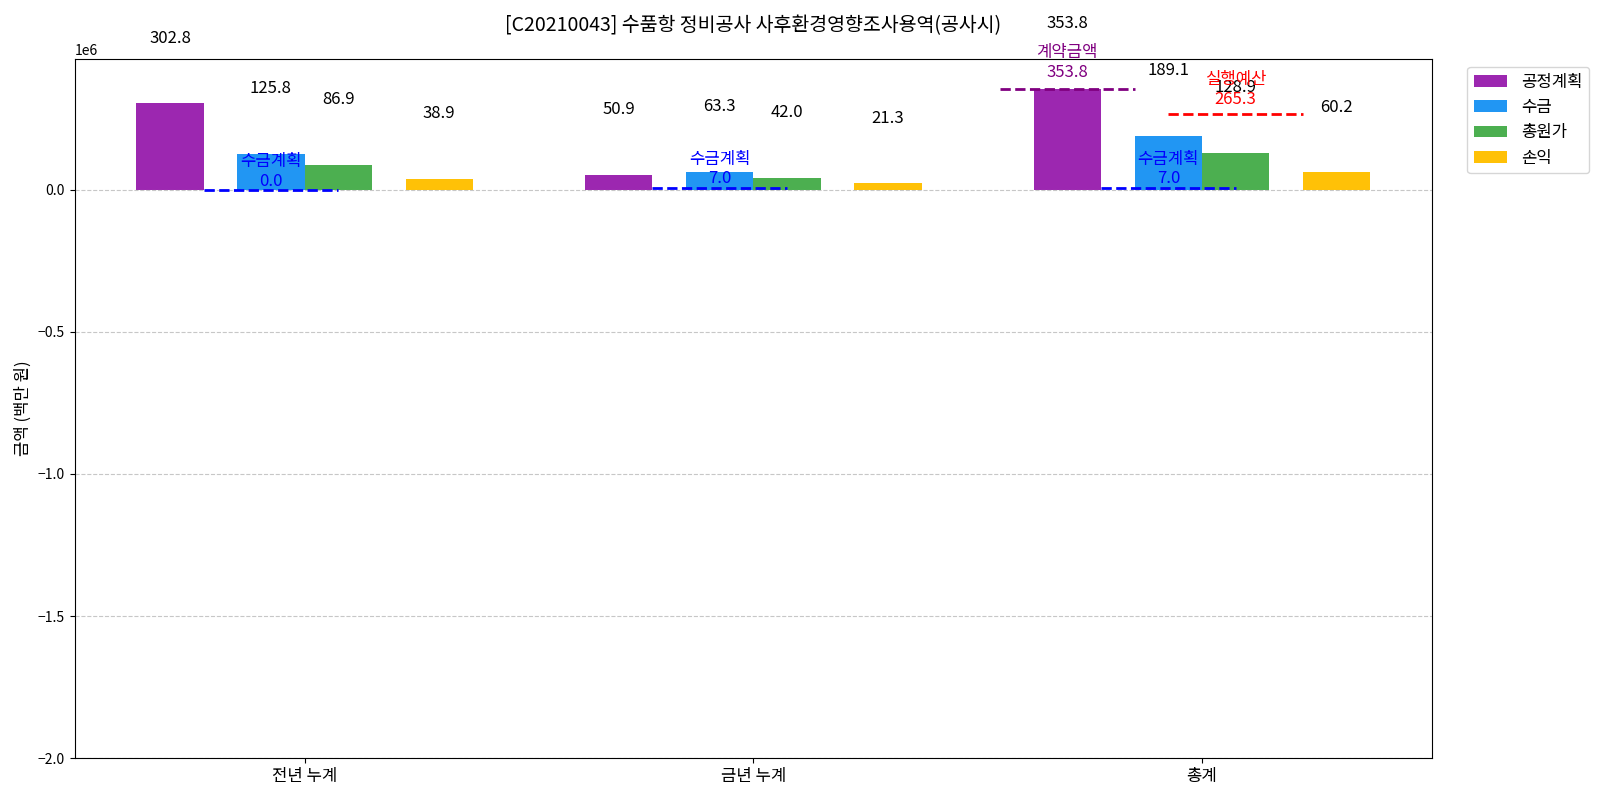 [C20210043] 수품항 정비공사 사후환경영향조사용역(공사시)
1e6
302.8
125.8
86.9
38.9
수금계획
0.0
50.9
63.3
42.0
21.3
수금계획
7.0
353.8
계약금액
353.8
189.1
실행예산
128.9
265.3
60.2
수금계획
7.0
공정계획
수금
총원가
손익
금액 (백만 원)
0.0
−0.5
−1.0
−1.5
−2.0
전년 누계
금년 누계
총계